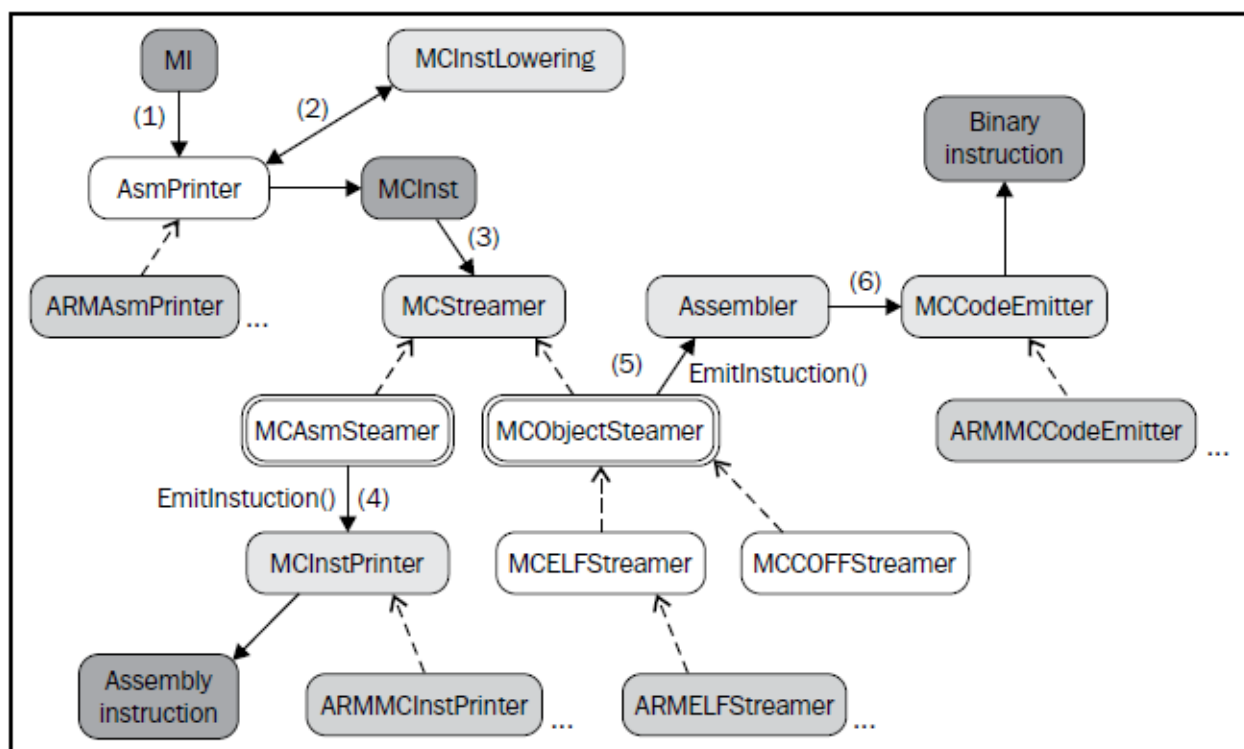 MI
MCInstLowering
(1)
(2)
Binary
instruction
AsmPrinter
MCInst
(3)
ARMAsmPrinter
...
MCStreamer
Assembler
(6)
MCCodeEmitter
(5)
EmitInstuction()
MCAsmSteamer
MCObjectSteamer
ARMMCCodeEmitter
...
EmitInstuction()
(4)
MCInstPrinter
MCELFStreamer
MCCOFFStreamer
Assembly
instruction
ARMMCInstPrinter
...
ARMELFStreamer
...